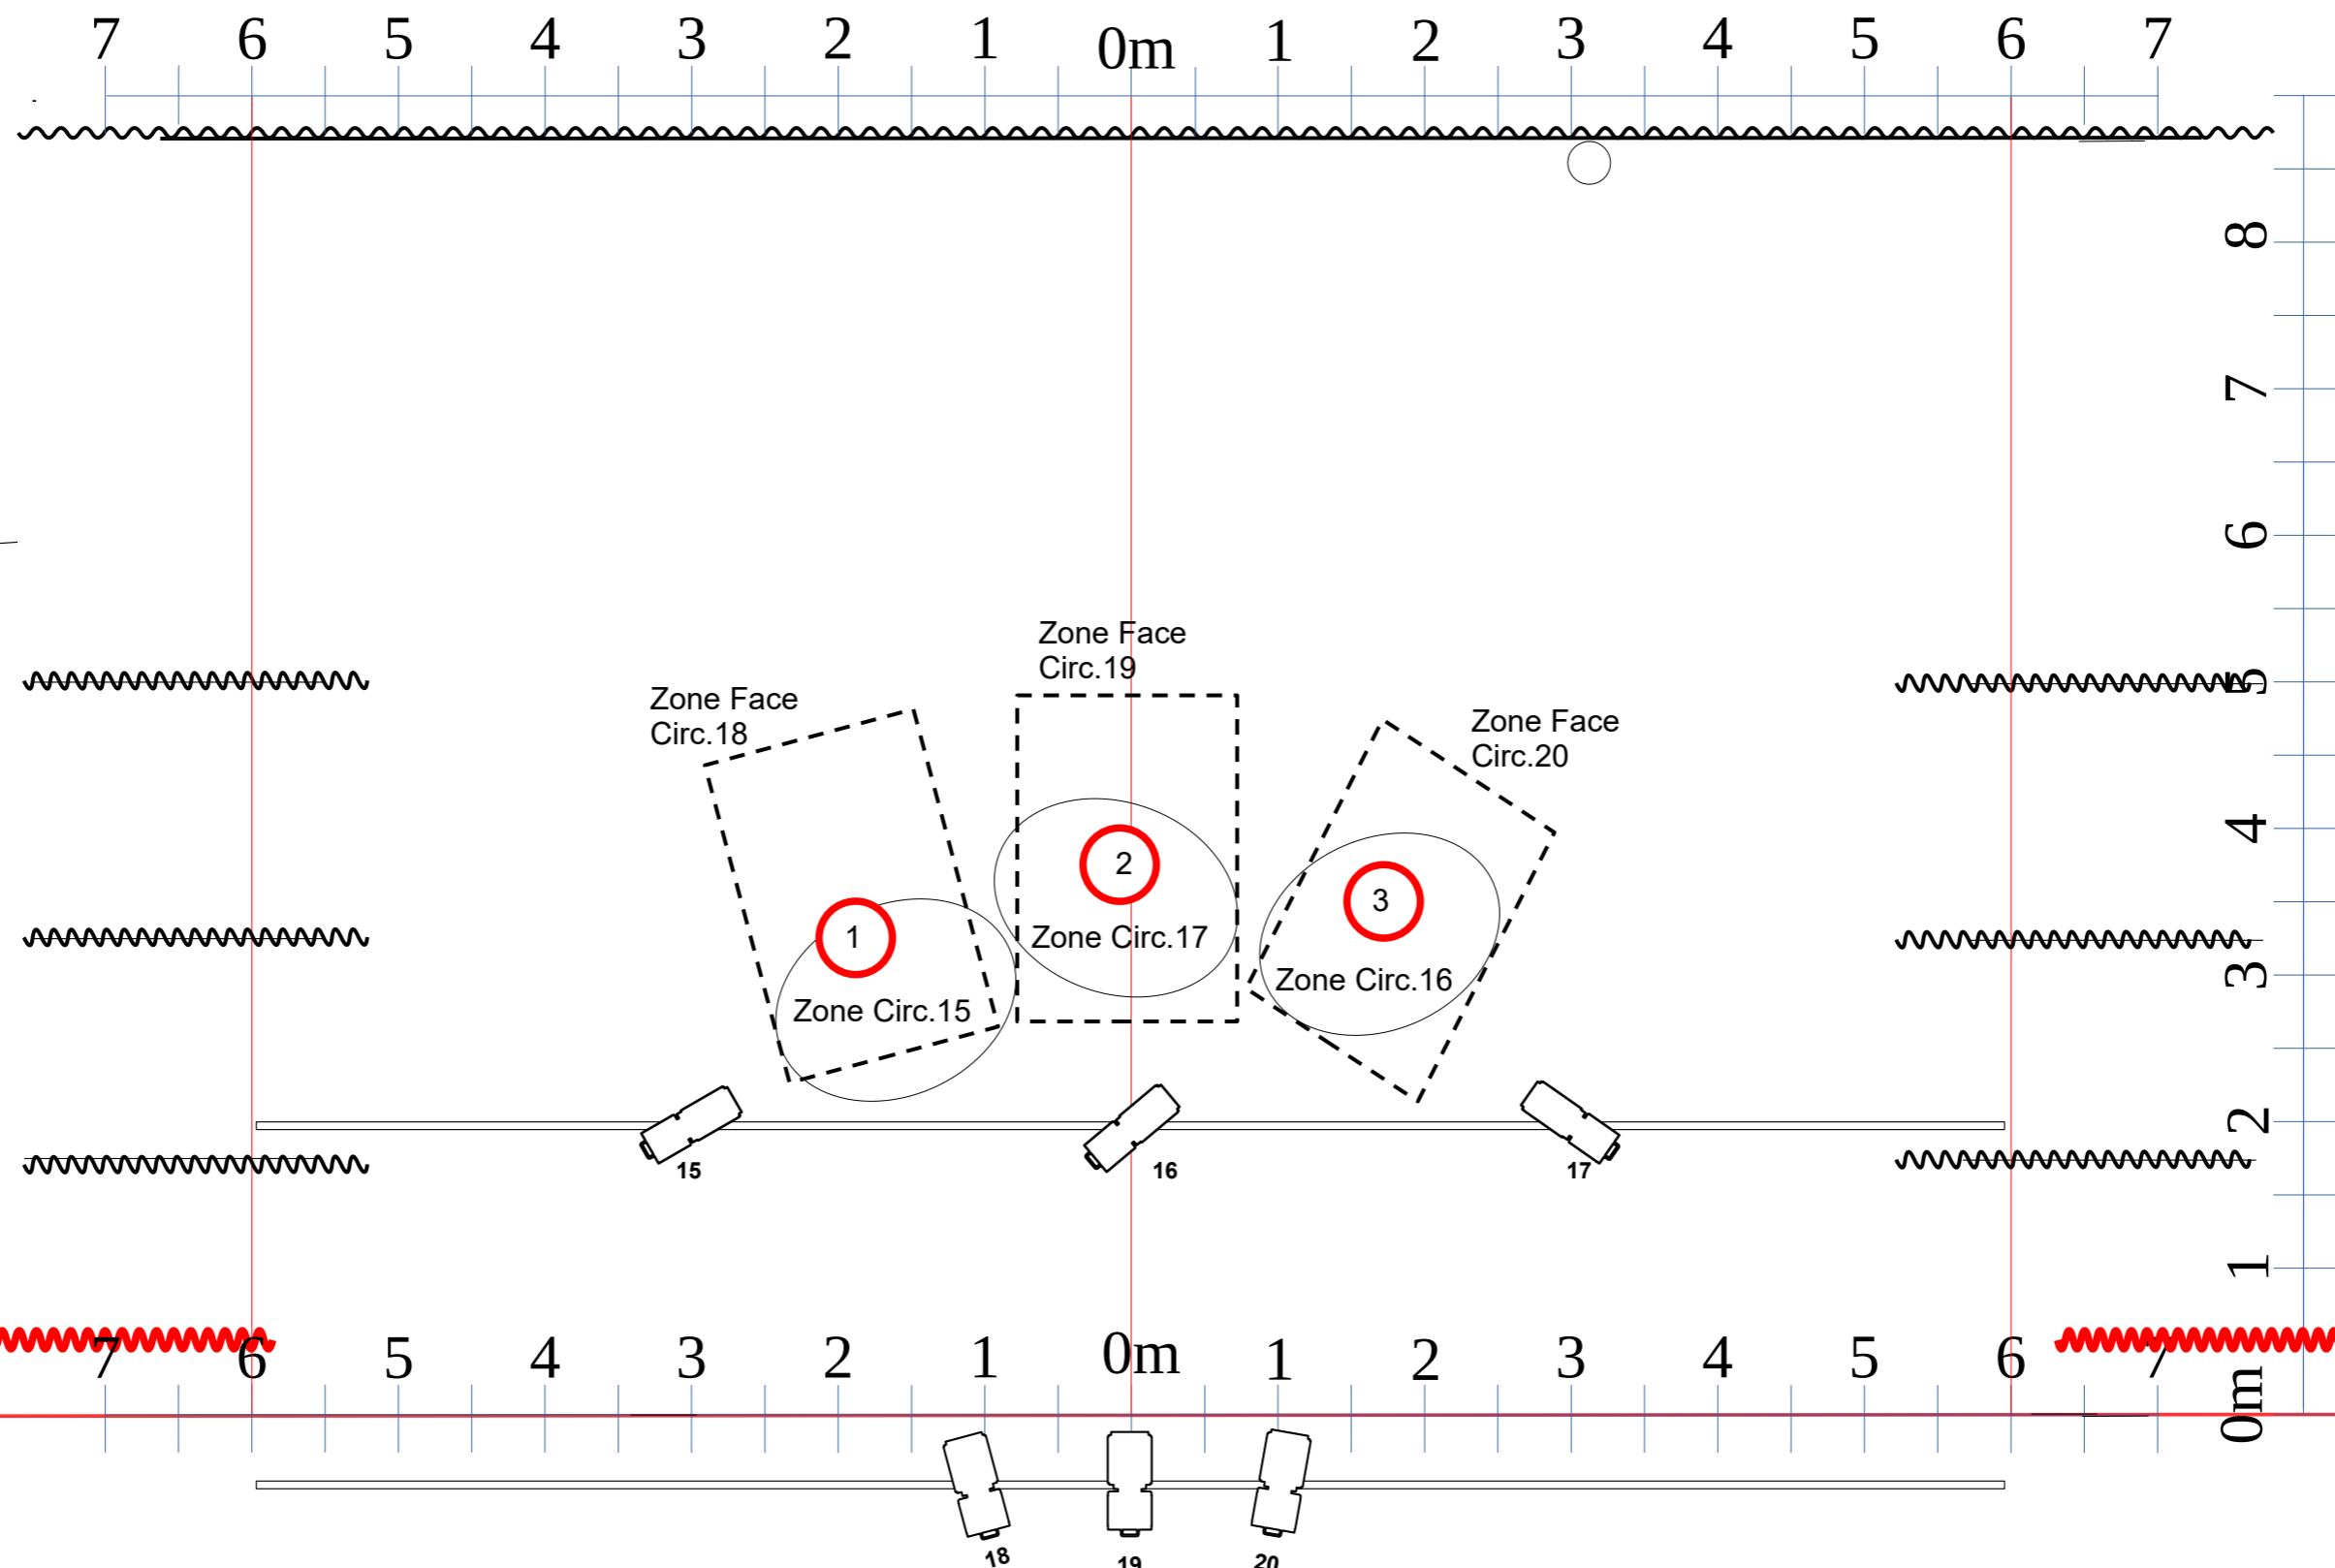 7 6 5 4 3 2 1 0m 1 2 3 4 5 6 7
8
7
6
Zone Face
Circ.19
5
Zone Face
Circ.18
Zone Face
Circ.20
4
2
3
1
Zone Circ.17
3
Zone Circ.16
Zone Circ.15
2
15 16 17
1
7 6 5 4 3 2 1 0m 1 2 3 4 5 6 7
0m
18 19 20